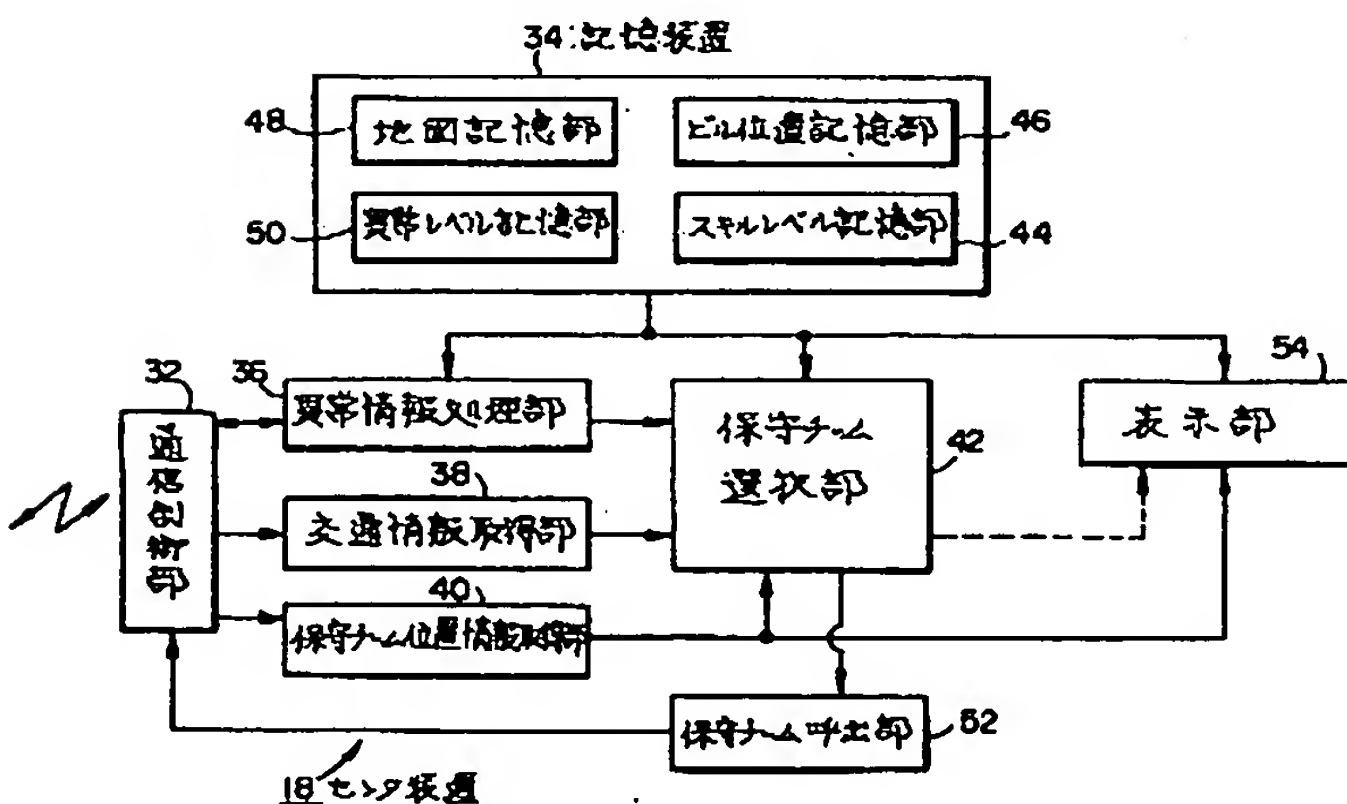 34:記憶装置
48
地図記憶部
ビル位置記憶部
46
50
異常レベル記憶部
スキルレベル記憶部
44
32
通信制御部
36
異常情報処理部
38
交通情報取得部
40
保守チーム位置情報取得部
保守チーム
選択部
42
54
表示部
保守チーム呼出部
52
18 センタ装置